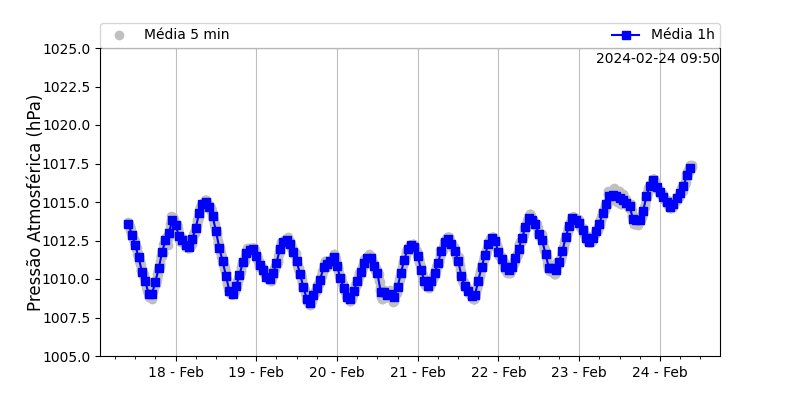 Média 5 min
Média 1h
2024-02-24 09:50
Pressão Atmosférica (hPa)
1025.0
1022.5
1020.0
1017.5
1015.0
1012.5
1010.0
1007.5
1005.0
18 - Feb
19 - Feb
20 - Feb
21 - Feb
22 - Feb
23 - Feb
24 - Feb